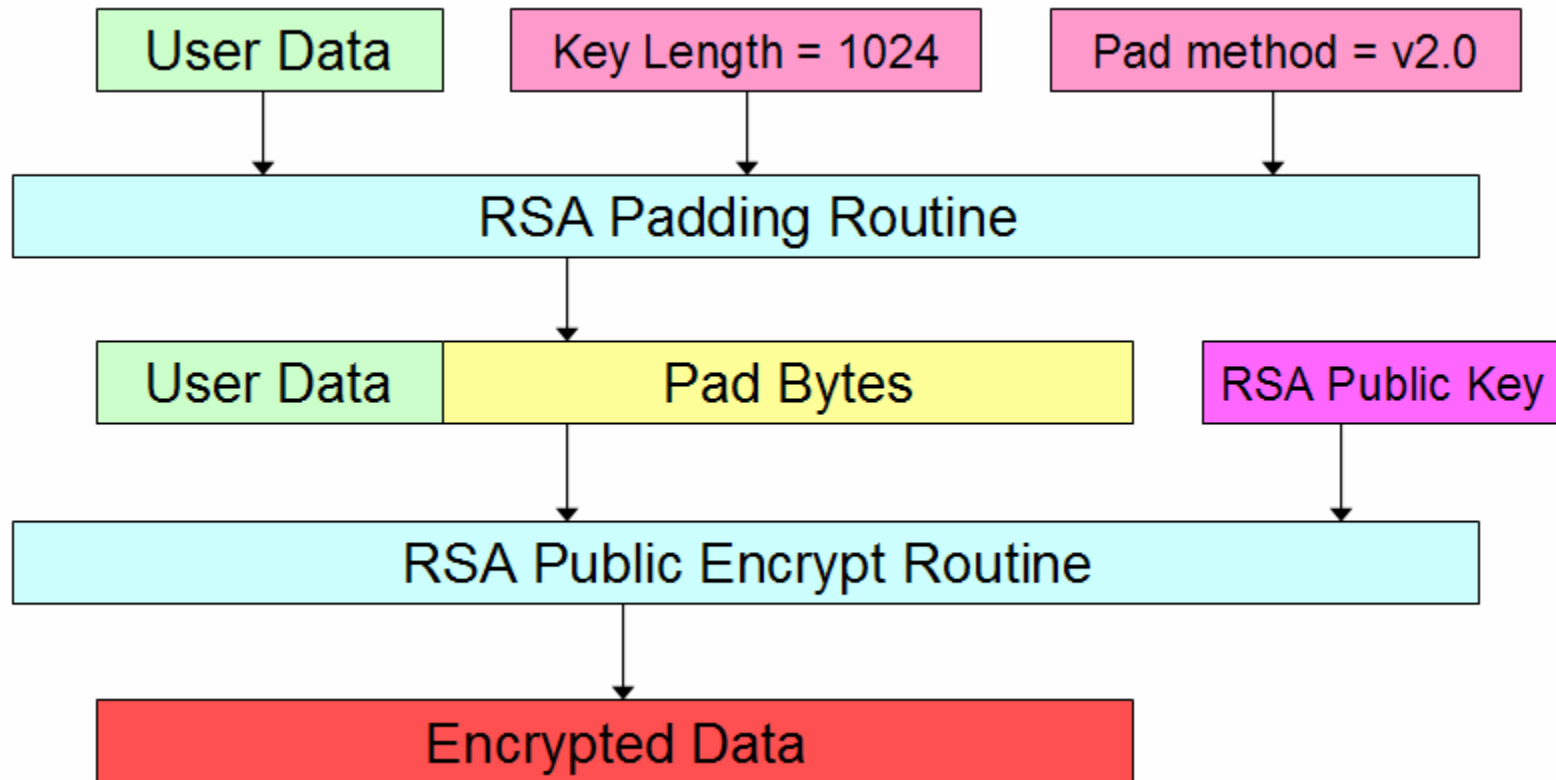 User Data
Key Length = 1024
Pad method = v2.0
RSA Padding Routine
User Data
Pad Bytes
RSA Public Key
RSA Public Encrypt Routine
Encrypted Data